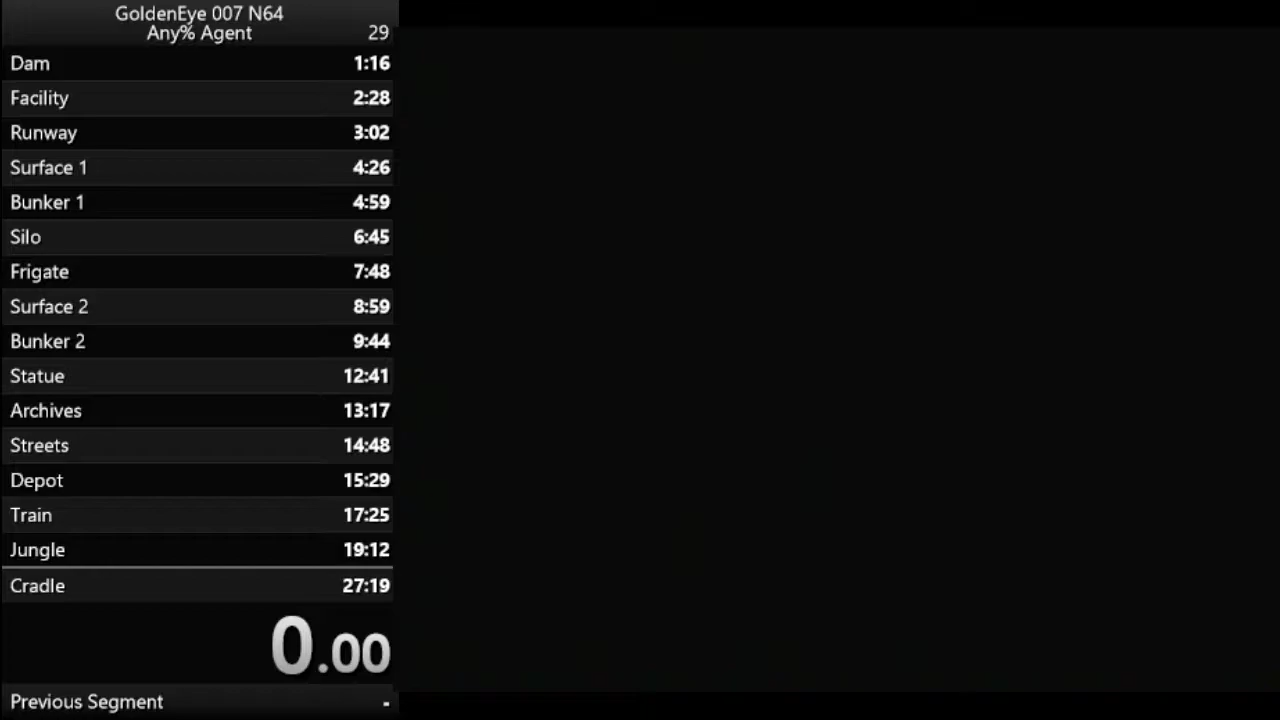 GoldenEye 007 N64
Any% Agent 29
Dam 1:16
Facility 2:28
Runway 3:02
Surface 1 4:26
Bunker 1 4:59
Silo 6:45
Frigate 7:48
Surface 2 8:59
Bunker 2 9:44
Statue 12:41
Archives 13:17
Streets 14:48
Depot 15:29
Train 17:25
Jungle 19:12
Cradle 27:19
0.00
Previous Segment -